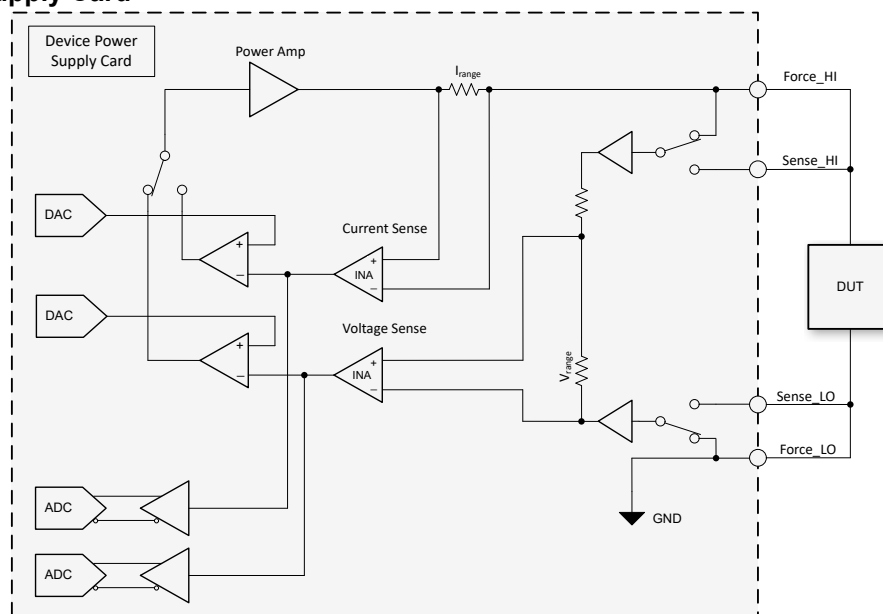 Device Power
Supply Card
Power Amp
Irange
Force_HI
Sense_HI
DAC
+
−
Current Sense
+
INA
−
DAC
+
−
Voltage Sense
+
INA
−
Vrange
DUT
Sense_LO
Force_LO
GND
ADC
ADC